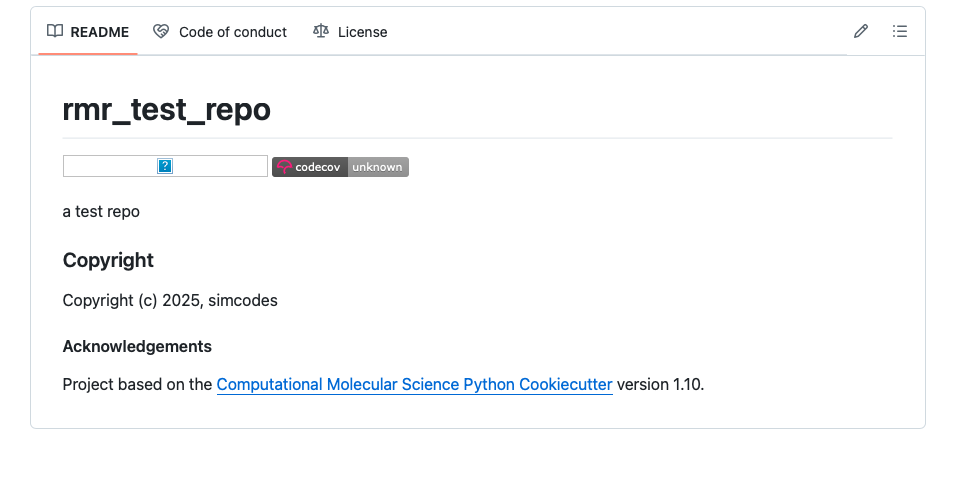 README Code of conduct License
rmr_test_repo
? codecov unknown
a test repo
Copyright
Copyright (c) 2025, simcodes
Acknowledgements
Project based on the Computational Molecular Science Python Cookiecutter version 1.10.